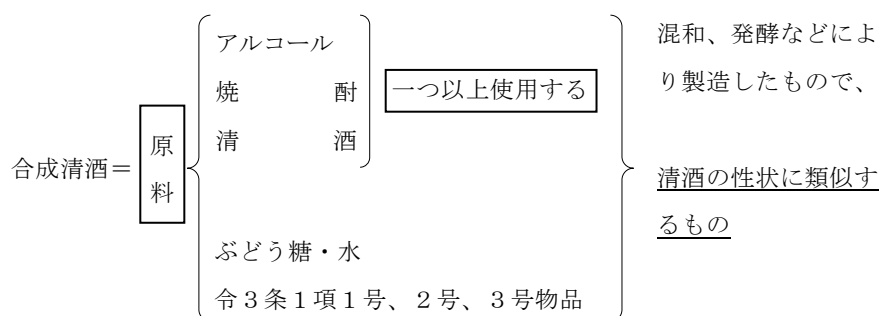 アルコール
焼酎
清酒
一つ以上使用する
混和、発酵などによ
り製造したもので、
合成清酒＝
原
料
清酒の性状に類似す
るもの
ぶどう糖・水
令３条１項１号、２号、３号物品